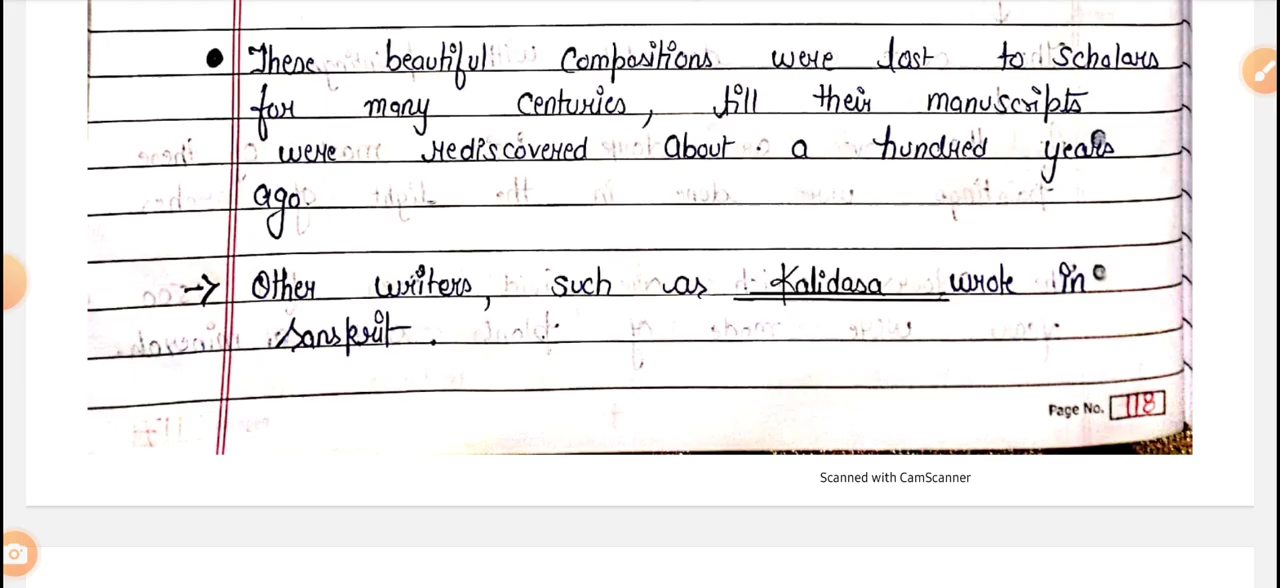 • These beautiful Compositions were lost to Scholars
for many Centuries, till their manuscripts
were rediscovered About a hundred years
ago.
→ Other writers, such as Kalidasa wrote in
Sanskrit.
Page No. 118
Scanned with CamScanner